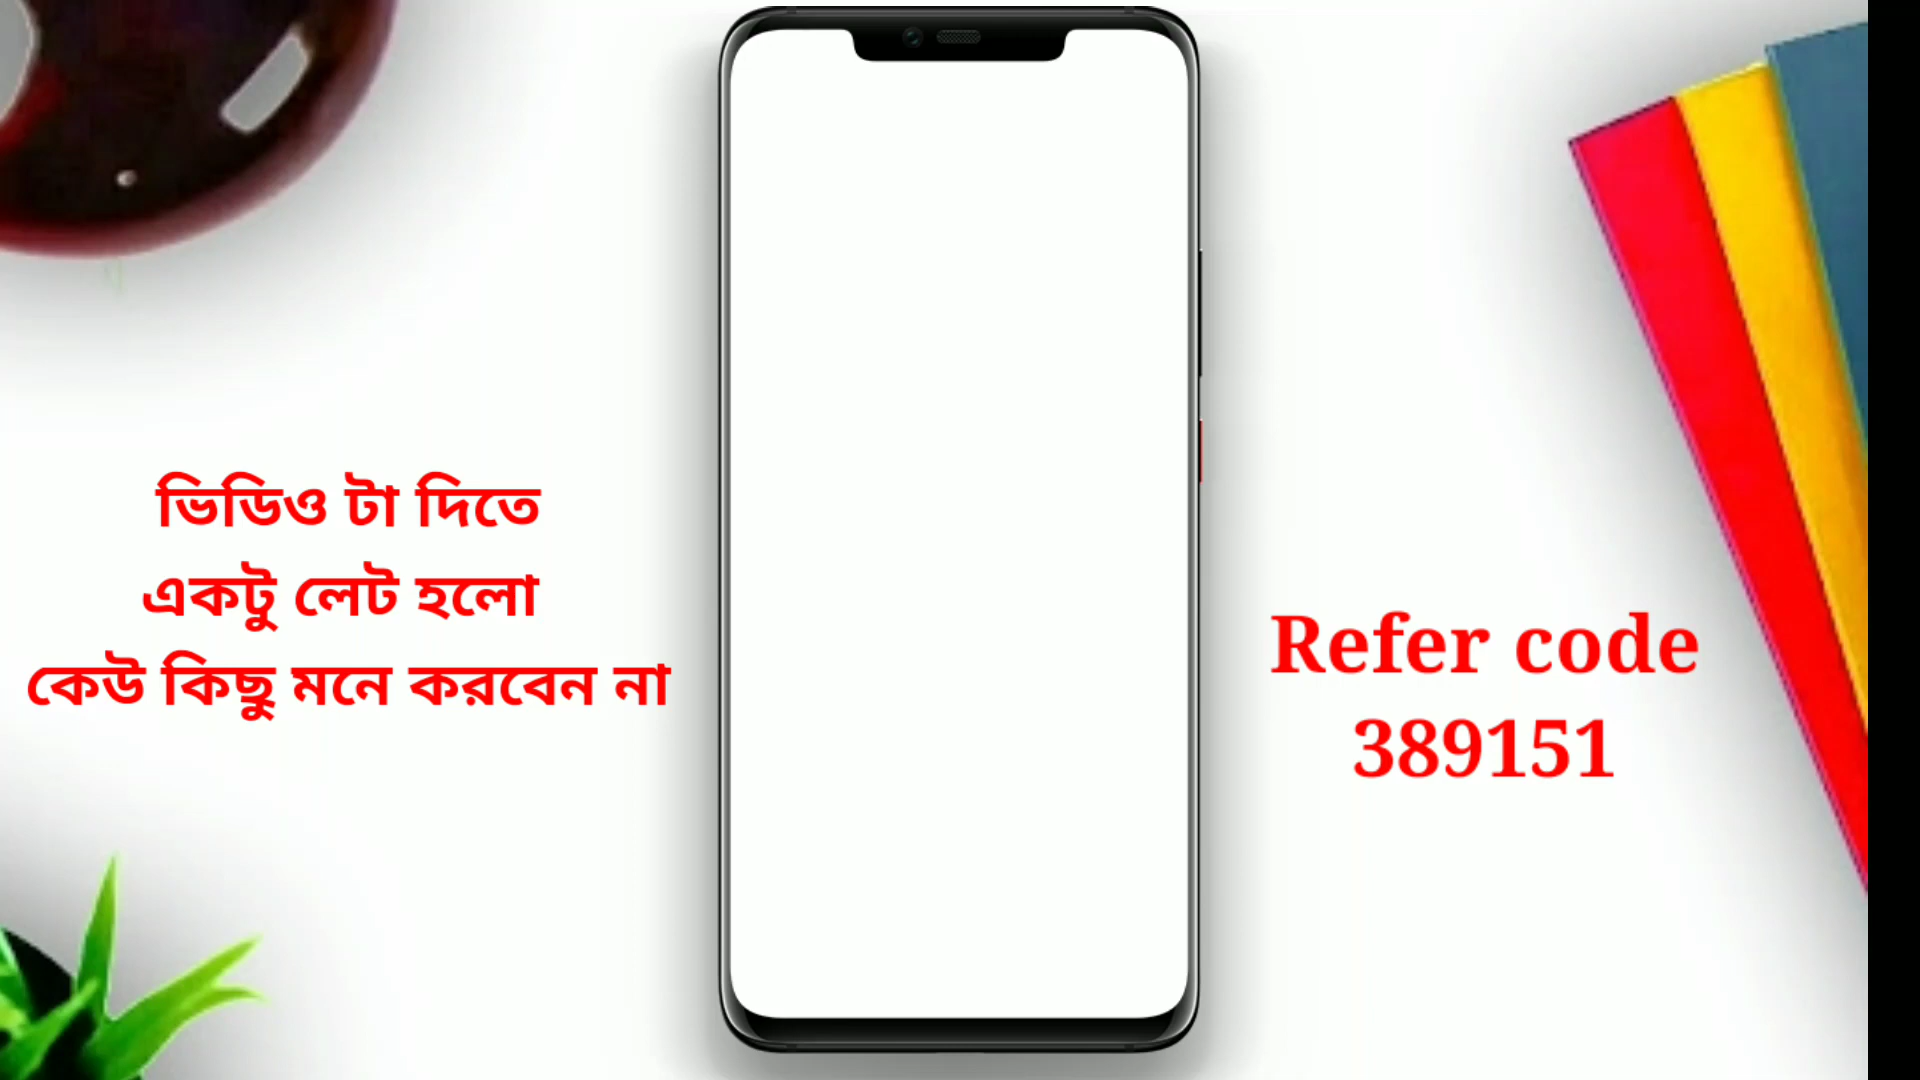 ভিডিও টা দিতে
একটু লেট হলো
কেউ কিছু মনে করবেন না
Refer code
389151